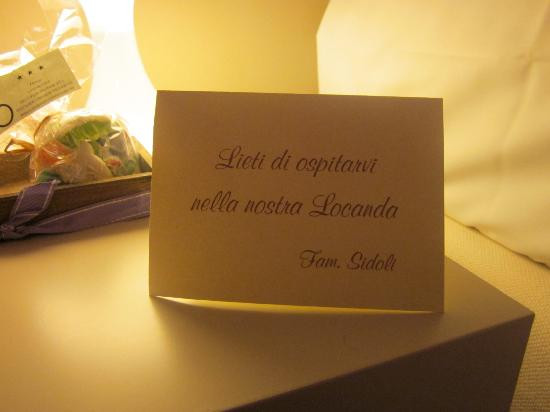 Lieti di ospitarvi
nella nostra Locanda
Fam. Sidoli